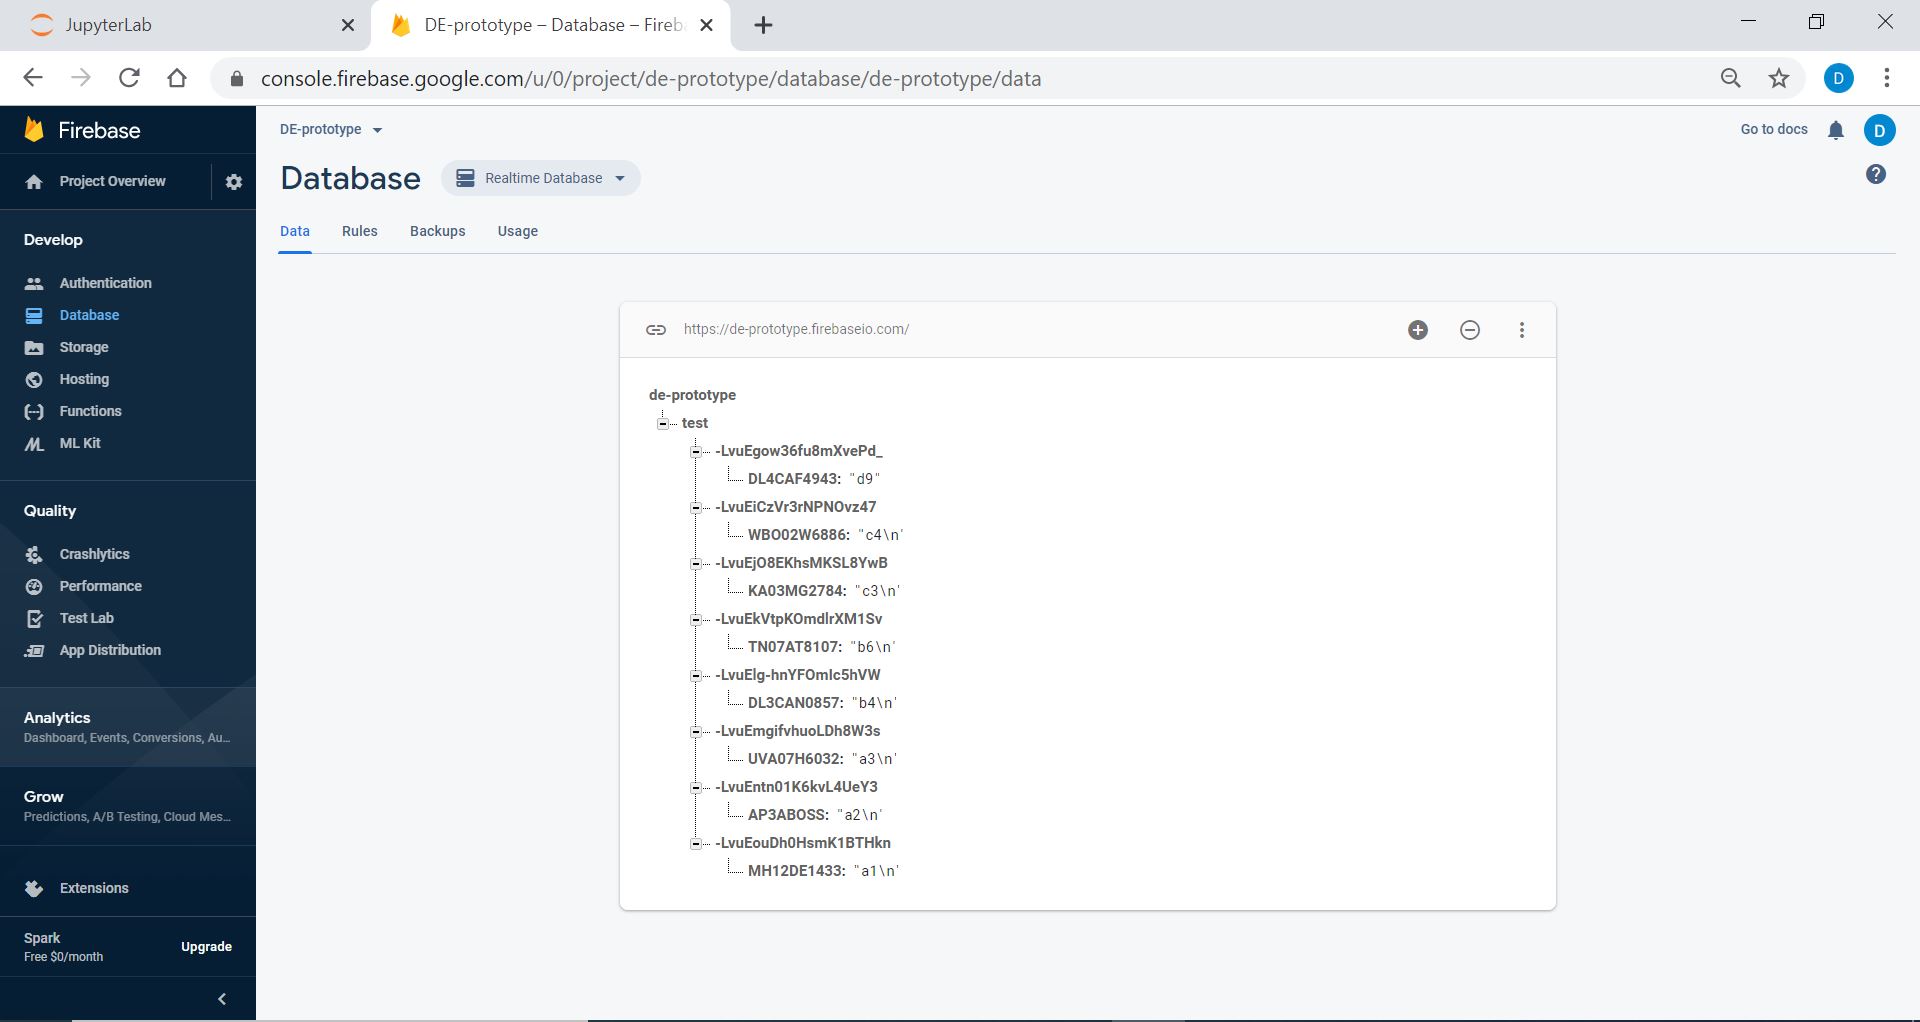 JupyterLab
DE-prototype – Database – Fireb
console.firebase.google.com/u/0/project/de-prototype/database/de-prototype/data
D
Firebase
Project Overview
Develop
Authentication
Database
Storage
Hosting
Functions
ML Kit
Quality
Crashlytics
Performance
Test Lab
App Distribution
Analytics
Dashboard, Events, Conversions, Au...
Grow
Predictions, A/B Testing, Cloud Mes...
Extensions
Spark
Free $0/month
Upgrade
DE-prototype
Go to docs
D
Database
Realtime Database
Data Rules Backups Usage
https://de-prototype.firebaseio.com/
de-prototype
test
-LvuEgow36fu8mXvePd_
DL4CAF4943: "d9"
-LvuEiCzVr3rNPNOvz47
WBO02W6886: "c4\n'
-LvuEjO8EKhsMKSL8YwB
KA03MG2784: "c3\n'
-LvuEkVtpKOmdlrXM1Sv
TN07AT8107: "b6\n'
-LvuElg-hnYFOmIc5hVW
DL3CAN0857: "b4\n'
-LvuEmgifvhuoLDh8W3s
UVA07H6032: "a3\n'
-LvuEntn01K6kvL4UeY3
AP3ABOSS: "a2\n'
-LvuEouDh0HsmK1BTHkn
MH12DE1433: "a1\n'